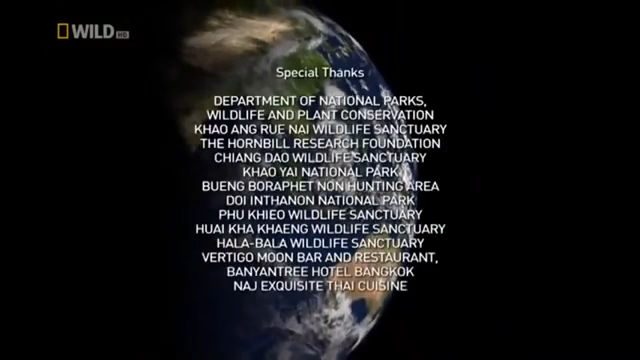 WILD HD
Special Thanks
DEPARTMENT OF NATIONAL PARKS,
WILDLIFE AND PLANT CONSERVATION
KHAO ANG RUE NAI WILDLIFE SANCTUARY
THE HORNBILL RESEARCH FOUNDATION
CHIANG DAO WILDLIFE SANCTUARY
KHAO YAI NATIONAL PARK,
BUENG BORAPHET NON HUNTING AREA
DOI INTHANON NATIONAL PARK
PHU KHIEO WILDLIFE SANCTUARY
HUAI KHA KHAENG WILDLIFE SANCTUARY
HALA-BALA WILDLIFE SANCTUARY
VERTIGO MOON BAR AND RESTAURANT,
BANYANTREE HOTEL BANGKOK
NAJ EXQUISITE THAI CUISINE